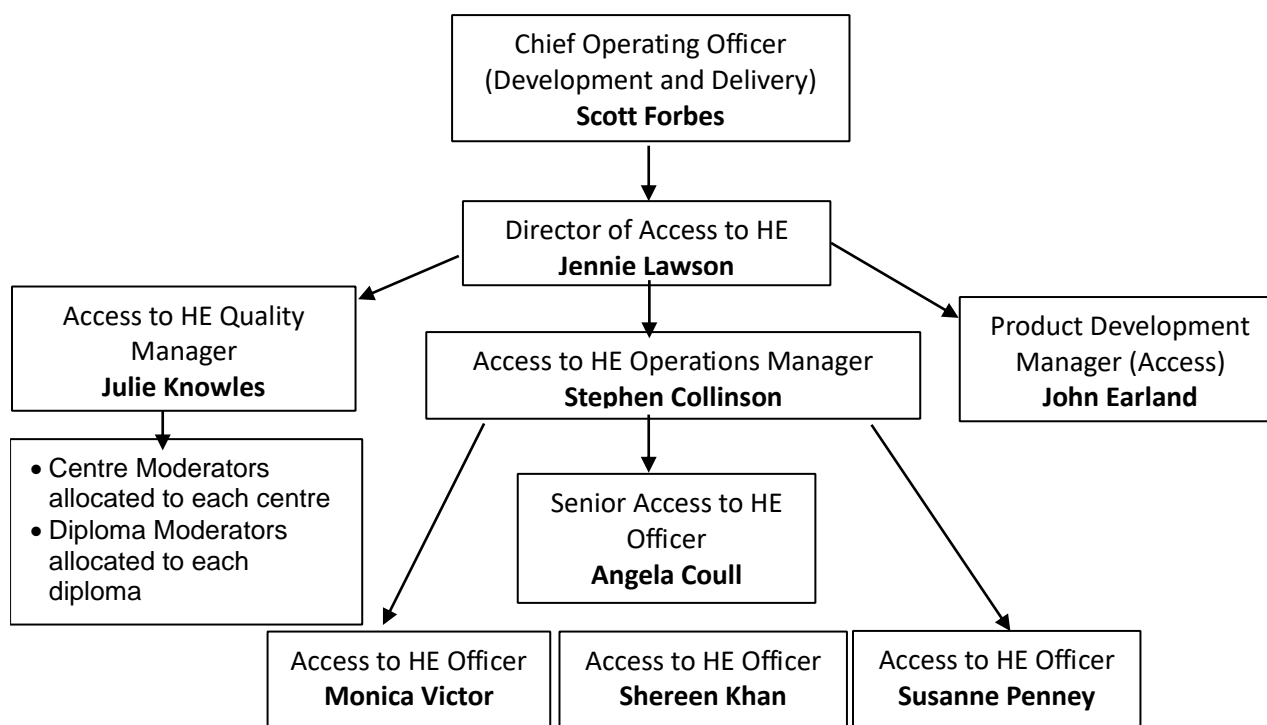 Chief Operating Officer
(Development and Delivery)
Scott Forbes
Director of Access to HE
Jennie Lawson
Access to HE Quality
Manager
Julie Knowles
Access to HE Operations Manager
Stephen Collinson
Product Development
Manager (Access)
John Earland
• Centre Moderators
allocated to each centre
• Diploma Moderators
allocated to each
diploma
Senior Access to HE
Officer
Angela Coull
Access to HE Officer
Monica Victor
Access to HE Officer
Shereen Khan
Access to HE Officer
Susanne Penney